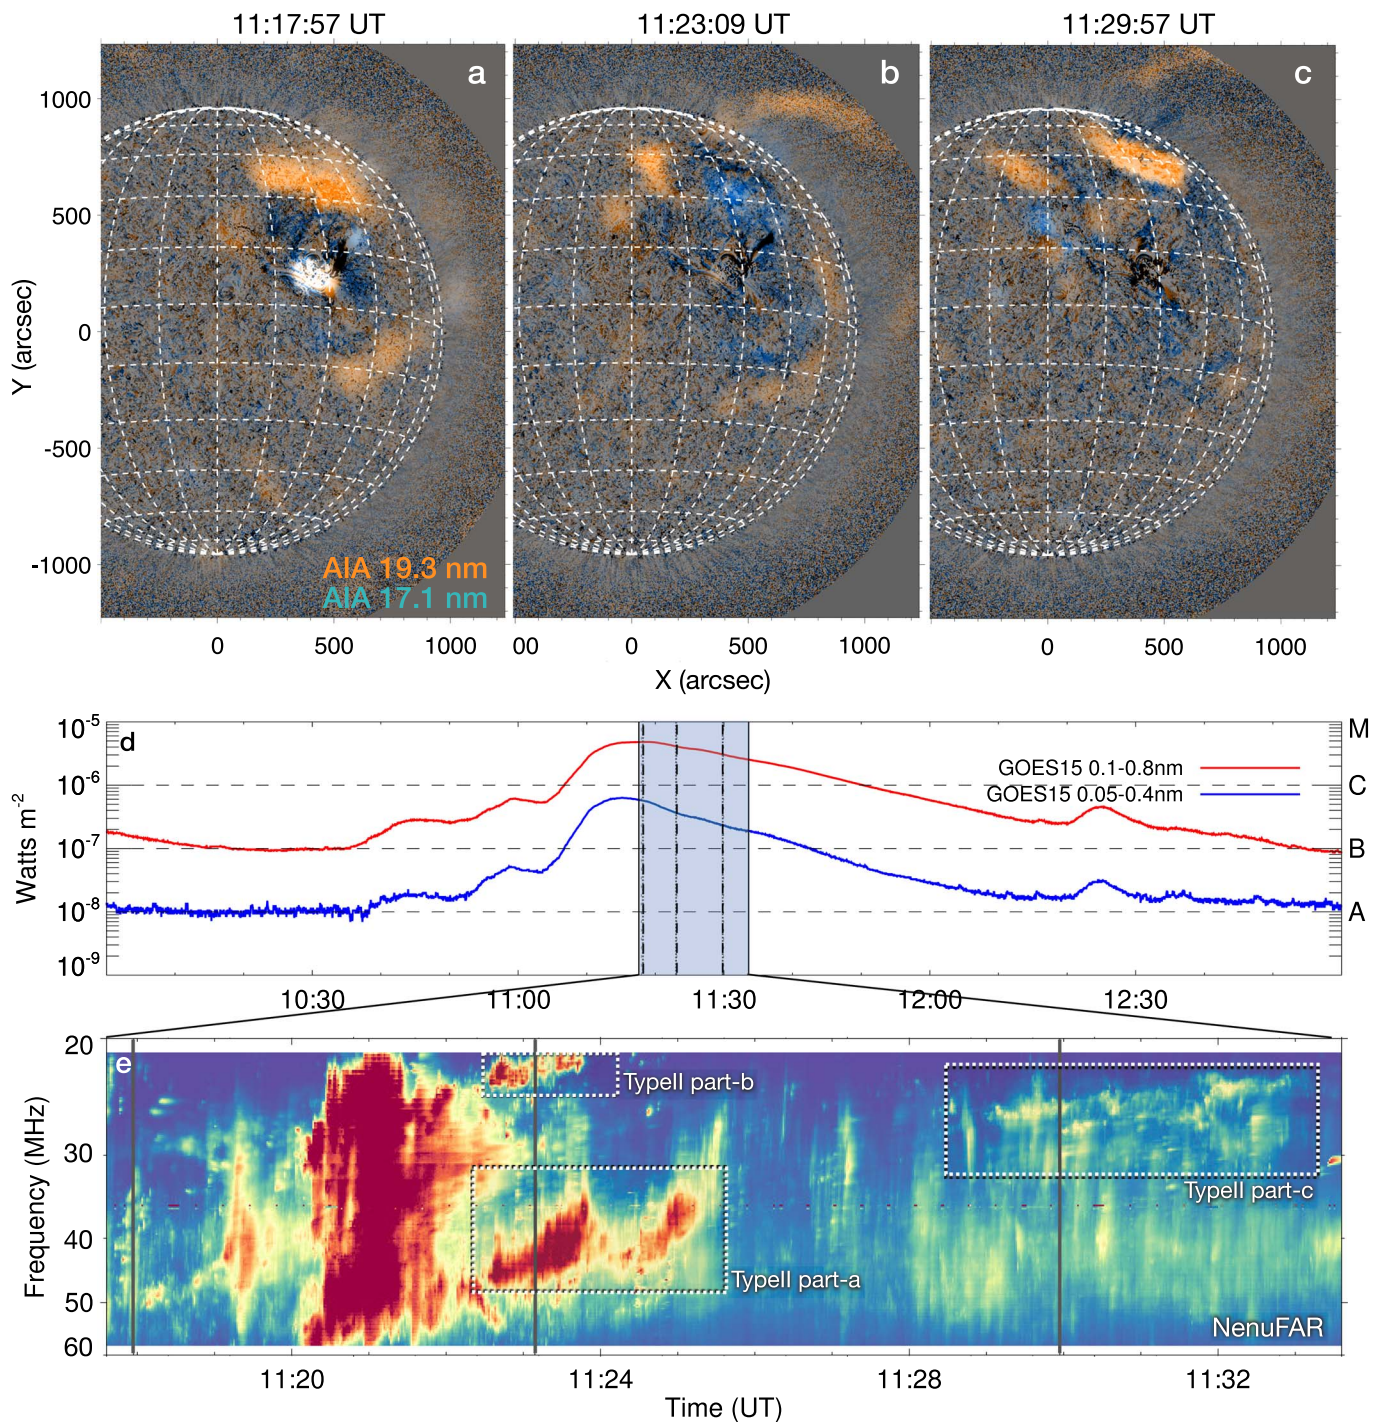 11:17:57 UT 11:23:09 UT 11:29:57 UT
a b c
1000
500
0
-500
-1000
Y (arcsec)
AIA 19.3 nm
AIA 17.1 nm
0 500 1000 00 0 500 1000 0 500 1000
X (arcsec)
d
10-5
10-6
10-7
10-8
10-9
Watts m-2
M
C
B
A
GOES15 0.1-0.8nm
GOES15 0.05-0.4nm
10:30 11:00 11:30 12:00 12:30
e
20
30
40
50
60
Frequency (MHz)
TypeII part-b
TypeII part-c
TypeII part-a
NenuFAR
11:20 11:24 11:28 11:32
Time (UT)